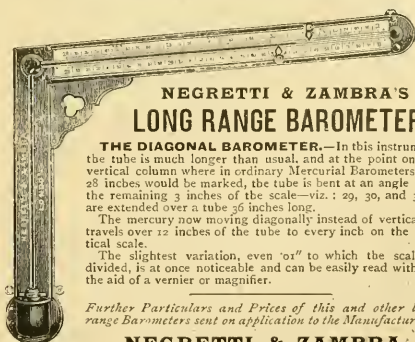 NEGRETTI & ZAMBRA'S
LONG RANGE BAROMETER
THE DIAGONAL BAROMETER.—In this instrum
the tube is much longer than usual, and at the point on
vertical column where in ordinary Mercurial Barometers
28 inches would be marked, the tube is bent at an angle
the remaining 3 inches of the scale—viz.: 29, 30, and
are extended over a tube 36 inches long.
The mercury now moving diagonally instead of vertica
travels over 12 inches of the tube to every inch on the
tical scale.
The slightest variation, even '01" to which the scal
divided, is at once noticeable and can be easily read with
the aid of a vernier or magnifier.
Further Particulars and Prices of this and other l
range Barometers sent on application to the Manufactur
NEGRETTI & ZAMBRA